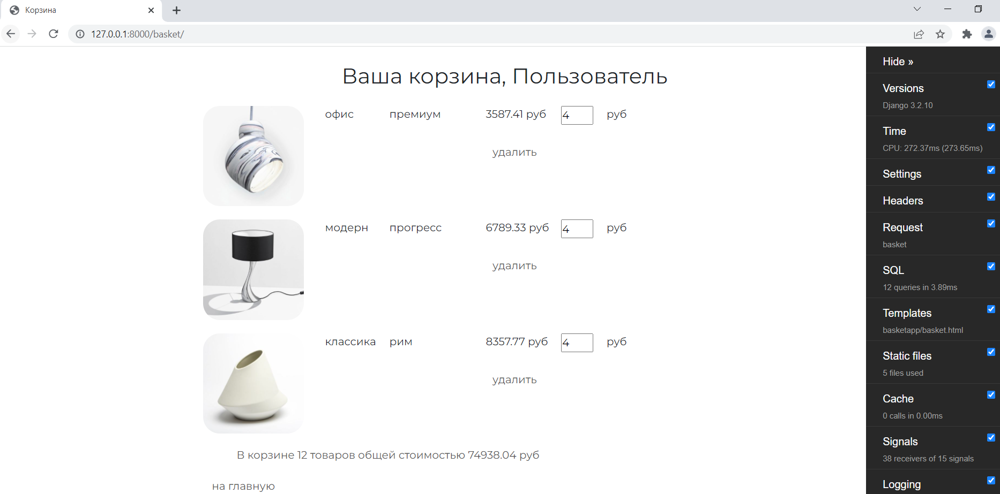 Корзина
127.0.0.1:8000/basket/
Ваша корзина, Пользователь
офис премиум 3587.41 руб 4 руб
удалить
модерн прогресс 6789.33 руб 4 руб
удалить
классика рим 8357.77 руб 4 руб
удалить
В корзине 12 товаров общей стоимостью 74938.04 руб
на главную
Hide »
Versions
Django 3.2.10
Time
CPU: 272.37ms (273.65ms)
Settings
Headers
Request
basket
SQL
12 queries in 3.89ms
Templates
basketapp/basket.html
Static files
5 files used
Cache
0 calls in 0.00ms
Signals
38 receivers of 15 signals
Logging